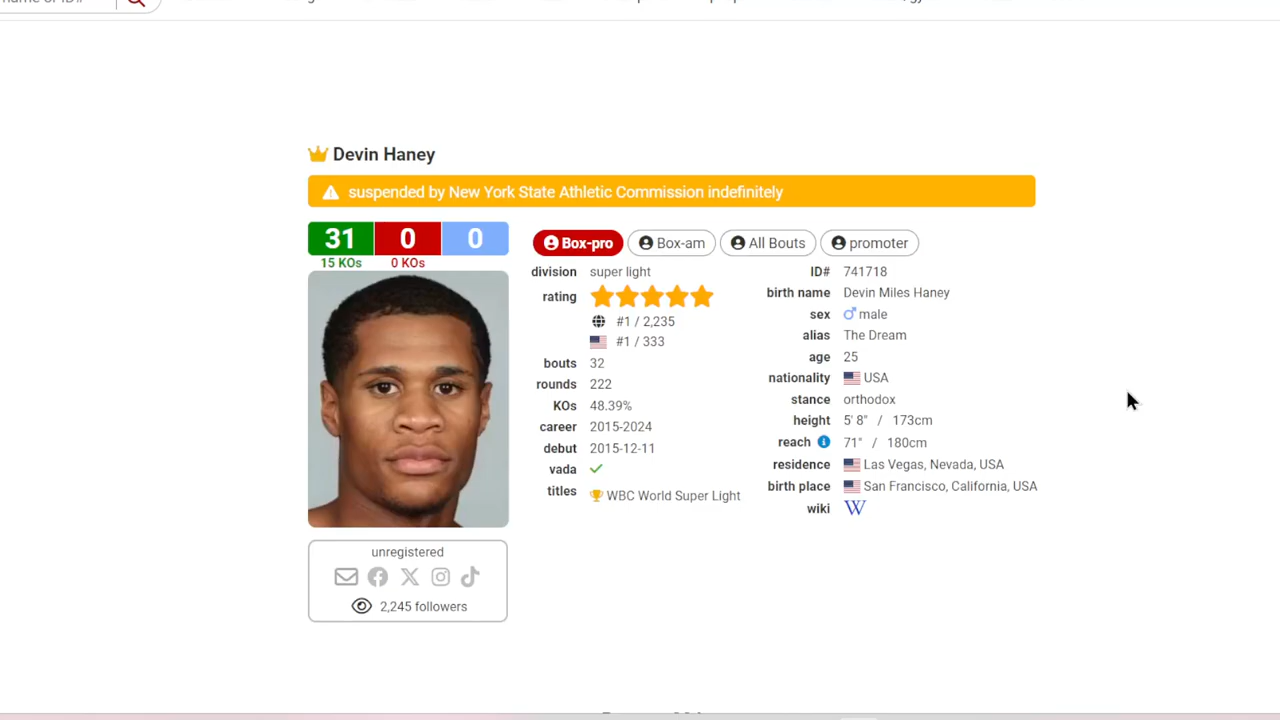 Devin Haney
suspended by New York State Athletic Commission indefinitely
31 0 0
15 KOs 0 KOs
Box-pro Box-am All Bouts promoter
division super light
rating
#1 / 2,235
#1 / 333
bouts 32
rounds 222
KOs 48.39%
career 2015-2024
debut 2015-12-11
vada
titles WBC World Super Light
ID# 741718
birth name Devin Miles Haney
sex male
alias The Dream
age 25
nationality USA
stance orthodox
height 5' 8" / 173cm
reach 71" / 180cm
residence Las Vegas, Nevada, USA
birth place San Francisco, California, USA
wiki W
unregistered
2,245 followers